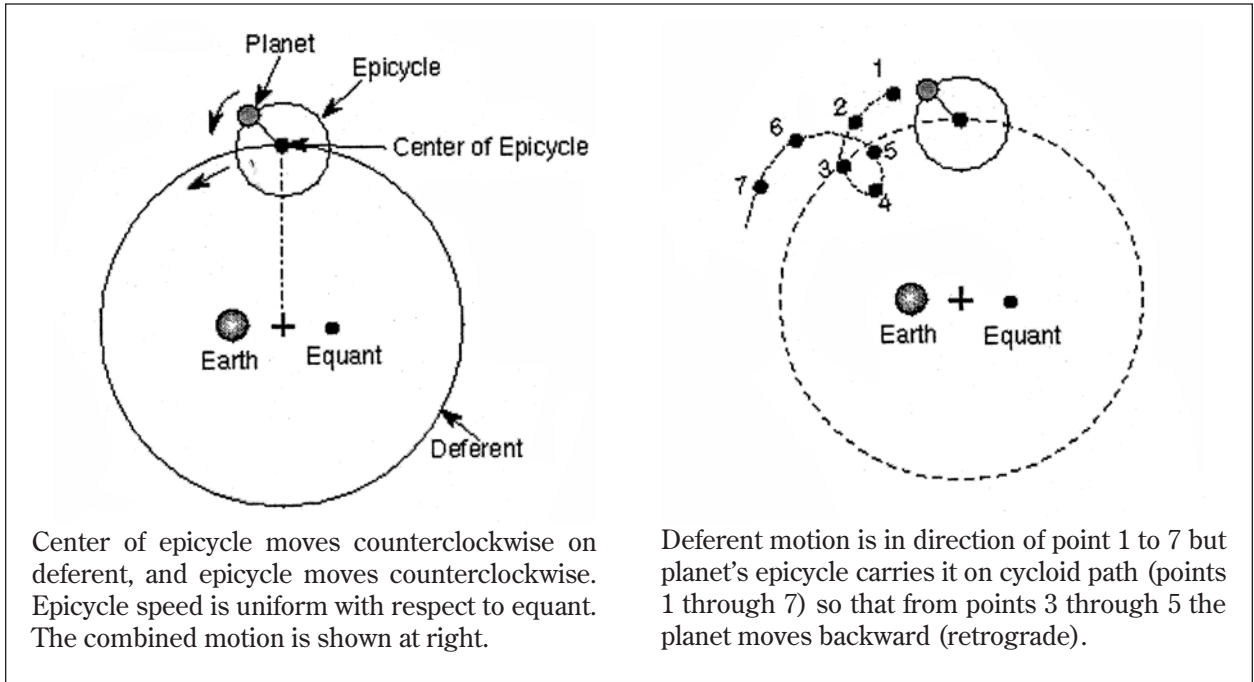 Planet
Epicycle
Center of Epicycle
Earth
Equant
Deferent
Center of epicycle moves counterclockwise on
deferent, and epicycle moves counterclockwise.
Epicycle speed is uniform with respect to equant.
The combined motion is shown at right.
1
2
6
5
3
7
4
Earth
Equant
Deferent motion is in direction of point 1 to 7 but
planet's epicycle carries it on cycloid path (points
1 through 7) so that from points 3 through 5 the
planet moves backward (retrograde).